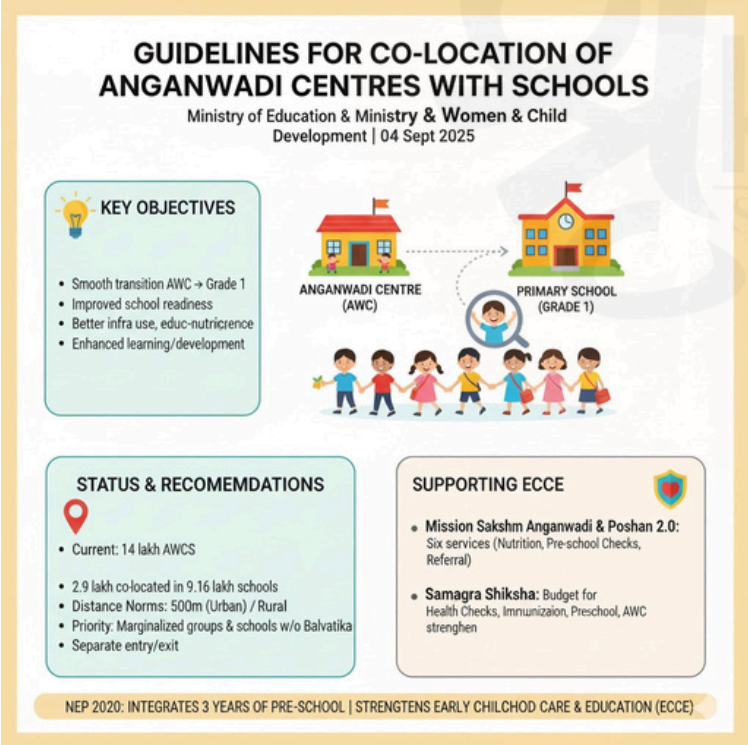 GUIDELINES FOR CO-LOCATION OF
ANGANWADI CENTRES WITH SCHOOLS
Ministry of Education & Ministry & Women & Child
Development | 04 Sept 2025
KEY OBJECTIVES
• Smooth transition AWC → Grade 1
• Improved school readiness
• Better infra use, educ-nutricrence
• Enhanced learning/development
ANGANWADI CENTRE
(AWC)
PRIMARY SCHOOL
(GRADE 1)
STATUS & RECOMEMDATIONS
• Current: 14 lakh AWCS
• 2.9 lakh co-located in 9.16 lakh schools
• Distance Norms: 500m (Urban) / Rural
• Priority: Marginalized groups & schools w/o Balvatika
• Separate entry/exit
SUPPORTING ECCE
• Mission Sakshm Anganwadi & Poshan 2.0:
Six services (Nutrition, Pre-school Checks,
Referral)
• Samagra Shiksha: Budget for
Health Checks, Imnunizaion, Preschool, AWC
strenghen
NEP 2020: INTEGRATES 3 YEARS OF PRE-SCHOOL | STRENGTENS EARLY CHILCHOD CARE & EDUCATION (ECCE)